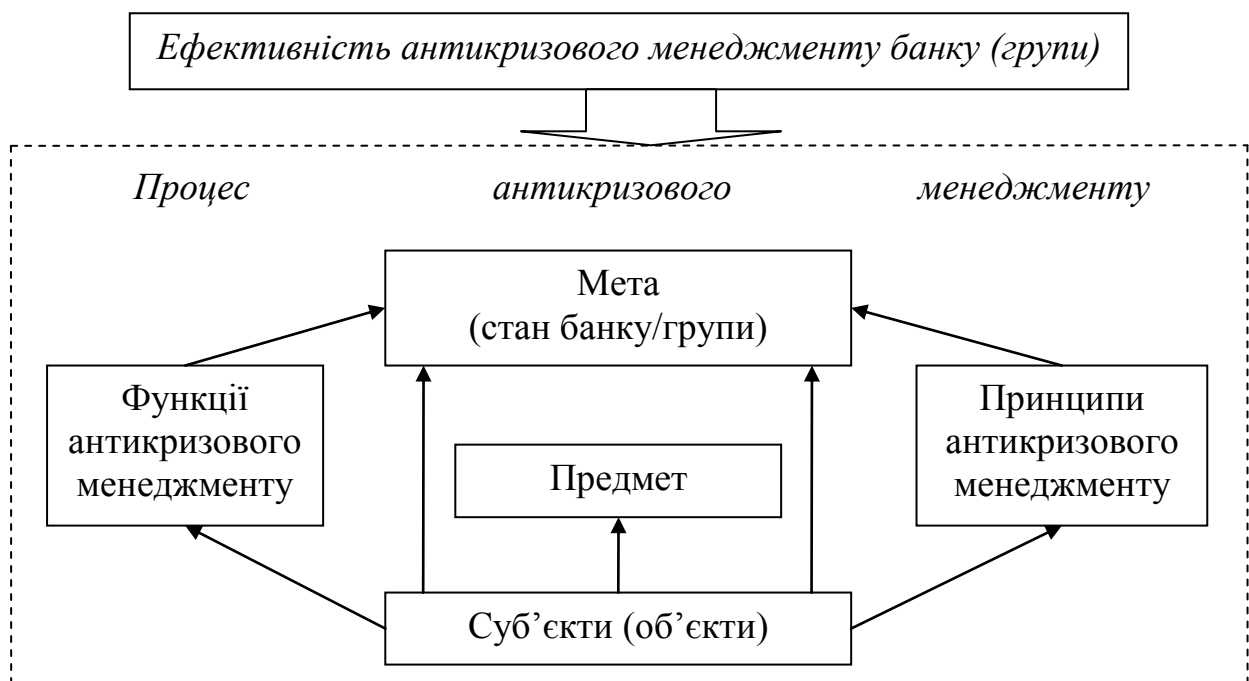 Ефективність антикризового менеджменту банку (групи)
Процес антикризового менеджменту
Мета
(стан банку/групи)
Функції
антикризового
менеджменту
Предмет
Принципи
антикризового
менеджменту
Суб’єкти (об’єкти)